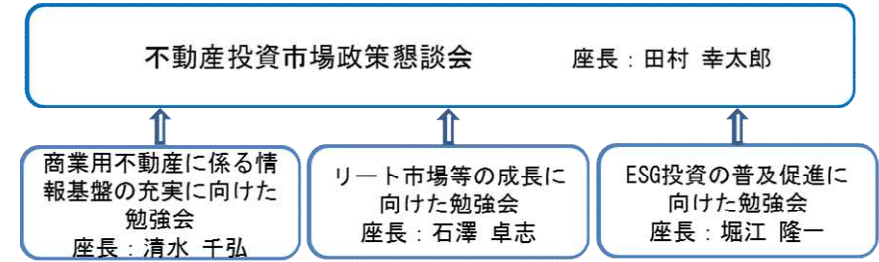 不動産投資市場政策懇談会 座長：田村 幸太郎
商業用不動産に係る情
報基盤の充実に向けた
勉強会
座長：清水 千弘
リート市場等の成長に
向けた勉強会
座長：石澤 卓志
ESG投資の普及促進に
向けた勉強会
座長：堀江 隆一